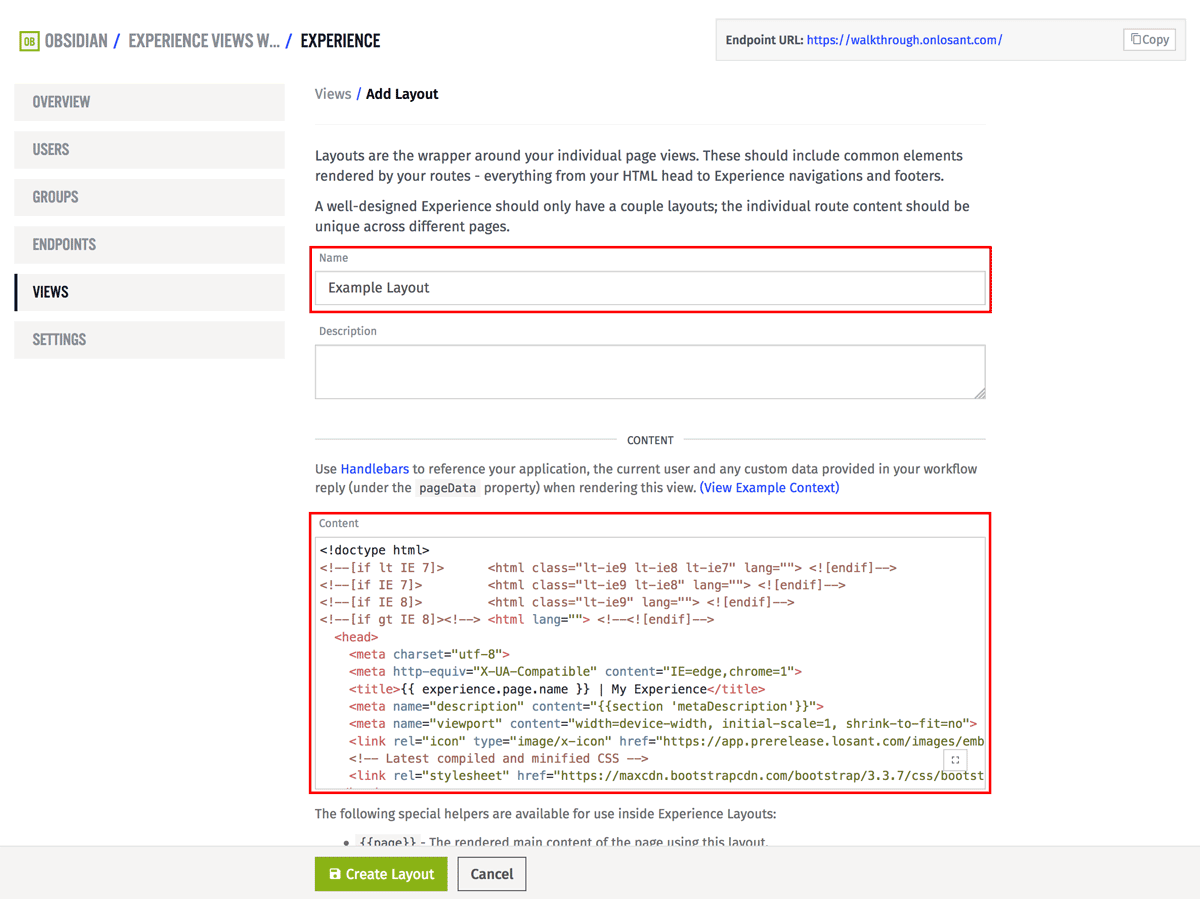 OB OBSIDIAN / EXPERIENCE VIEWS W... / EXPERIENCE
Endpoint URL: https://walkthrough.onlosant.com/
Copy
OVERVIEW
USERS
GROUPS
ENDPOINTS
VIEWS
SETTINGS
Views / Add Layout
Layouts are the wrapper around your individual page views. These should include common elements
rendered by your routes - everything from your HTML head to Experience navigations and footers.
A well-designed Experience should only have a couple layouts; the individual route content should be
unique across different pages.
Name
Example Layout
Description
CONTENT
Use Handlebars to reference your application, the current user and any custom data provided in your workflow
reply (under the pageData property) when rendering this view. (View Example Context)
Content
<!doctype html>
<!--[if lt IE 7]>      <html class="lt-ie9 lt-ie8 lt-ie7" lang=""> <![endif]-->
<!--[if IE 7]>         <html class="lt-ie9 lt-ie8" lang=""> <![endif]-->
<!--[if IE 8]>         <html class="lt-ie9" lang=""> <![endif]-->
<!--[if gt IE 8]><!--> <html lang=""> <!--<![endif]-->
  <head>
    <meta charset="utf-8">
    <meta http-equiv="X-UA-Compatible" content="IE=edge,chrome=1">
    <title>{{ experience.page.name }} | My Experience</title>
    <meta name="description" content="{{section 'metaDescription'}}">
    <meta name="viewport" content="width=device-width, initial-scale=1, shrink-to-fit=no">
    <link rel="icon" type="image/x-icon" href="https://app.prerelease.losant.com/images/emb
    <!-- Latest compiled and minified CSS -->
    <link rel="stylesheet" href="https://maxcdn.bootstrapcdn.com/bootstrap/3.3.7/css/bootst
The following special helpers are available for use inside Experience Layouts:
• {{page}} - The rendered main content of the page using this layout.
Create Layout
Cancel